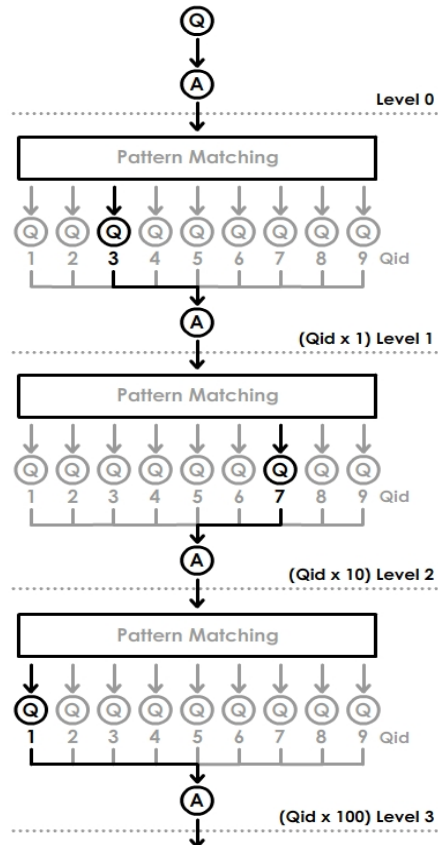 Q
A
Level 0
Pattern Matching
Q Q Q Q Q Q Q Q Q
1 2 3 4 5 6 7 8 9 Qid
A
(Qid x 1) Level 1
Pattern Matching
Q Q Q Q Q Q Q Q Q
1 2 3 4 5 6 7 8 9 Qid
A
(Qid x 10) Level 2
Pattern Matching
Q Q Q Q Q Q Q Q Q
1 2 3 4 5 6 7 8 9 Qid
A
(Qid x 100) Level 3